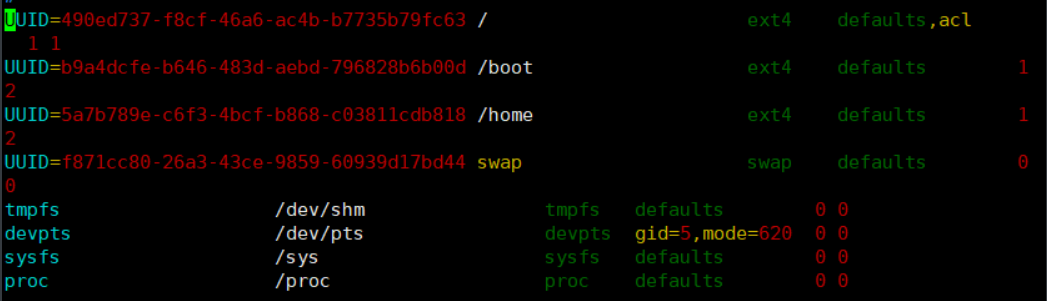 UUID=490ed737-f8cf-46a6-ac4b-b7735b79fc63 / ext4 defaults,acl
1 1
UUID=b9a4dcfe-b646-483d-aebd-796828b6b00d /boot ext4 defaults 1
2
UUID=5a7b789e-c6f3-4bcf-b868-c03811cdb818 /home ext4 defaults 1
2
UUID=f871cc80-26a3-43ce-9859-60939d17bd44 swap swap defaults 0
0
tmpfs /dev/shm tmpfs defaults 0 0
devpts /dev/pts devpts gid=5,mode=620 0 0
sysfs /sys sysfs defaults 0 0
proc /proc proc defaults 0 0